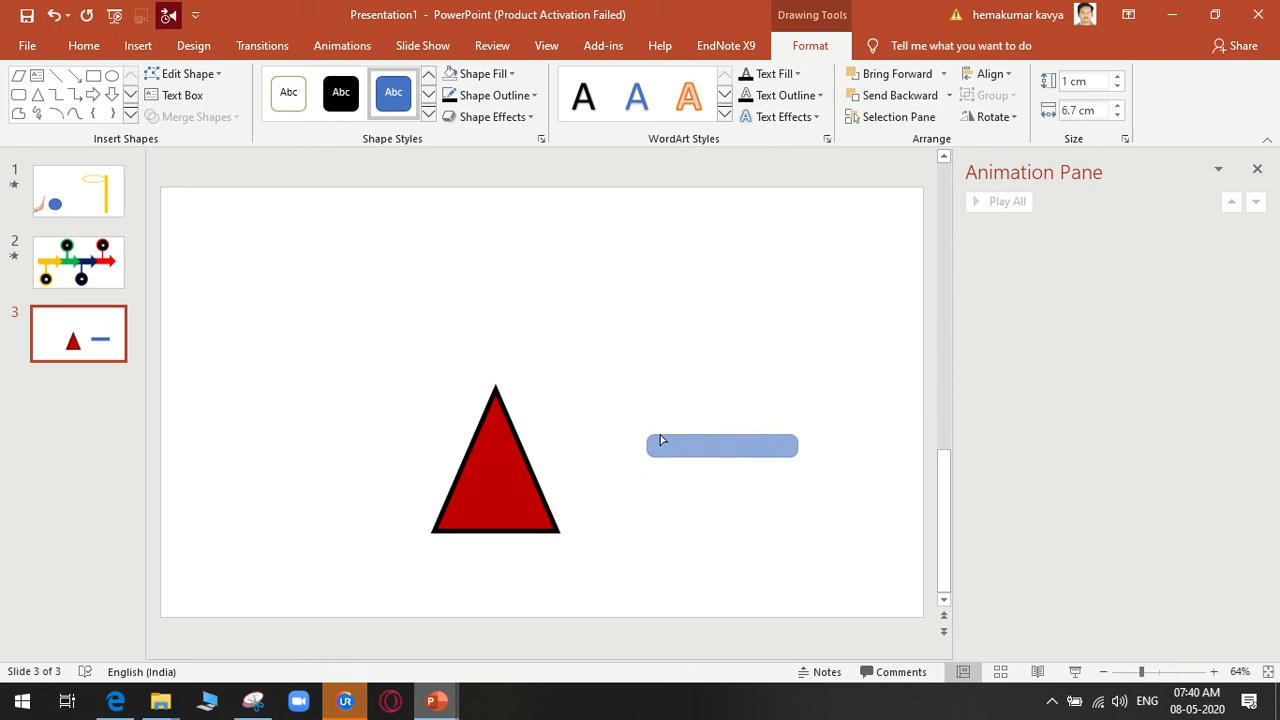 Presentation1 - PowerPoint (Product Activation Failed)
Drawing Tools
hemakumar kavya
File Home Insert Design Transitions Animations Slide Show Review View Add-ins Help EndNote X9 Format Tell me what you want to do Share
Edit Shape
Text Box
Merge Shapes
Insert Shapes
Abc Abc Abc
Shape Fill
Shape Outline
Shape Effects
Shape Styles
A A A
Text Fill
Text Outline
Text Effects
WordArt Styles
Bring Forward
Send Backward
Selection Pane
Align
Group
Rotate
Arrange
1 cm
6.7 cm
Size
1
2
3
Animation Pane
Play All
Slide 3 of 3 English (India) Notes Comments 64%
ENG
07:40 AM
08-05-2020